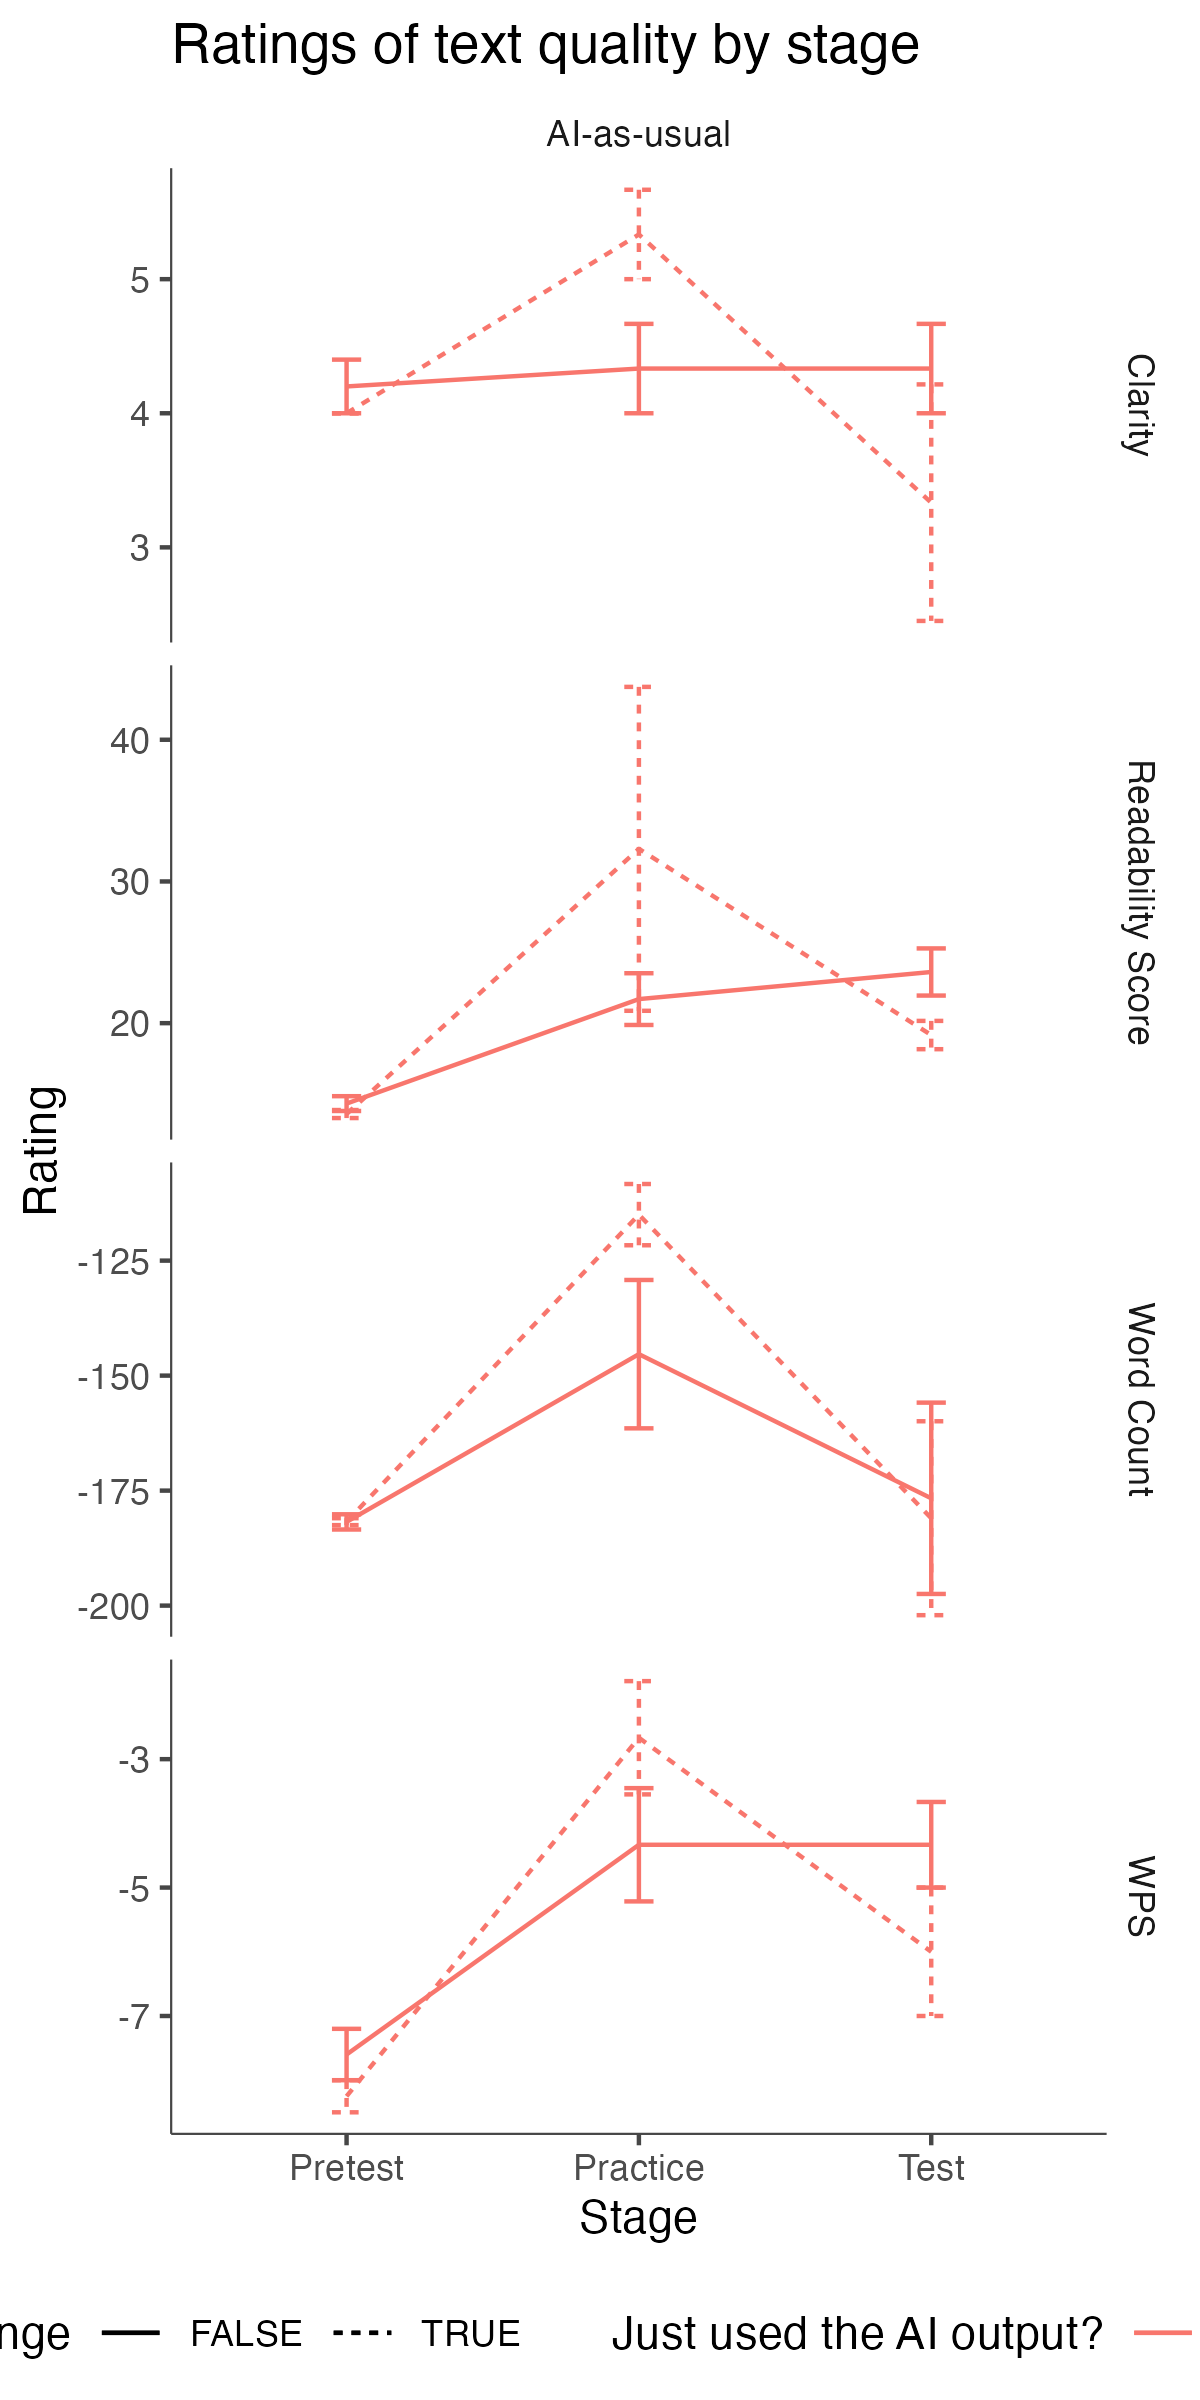 Ratings of text quality by stage
AI-as-usual
5
4
3
Clarity
40
30
20
Readability Score
Rating
-125
-150
-175
-200
Word Count
-3
-5
-7
WPS
Pretest Practice Test
Stage
nge FALSE TRUE Just used the AI output?